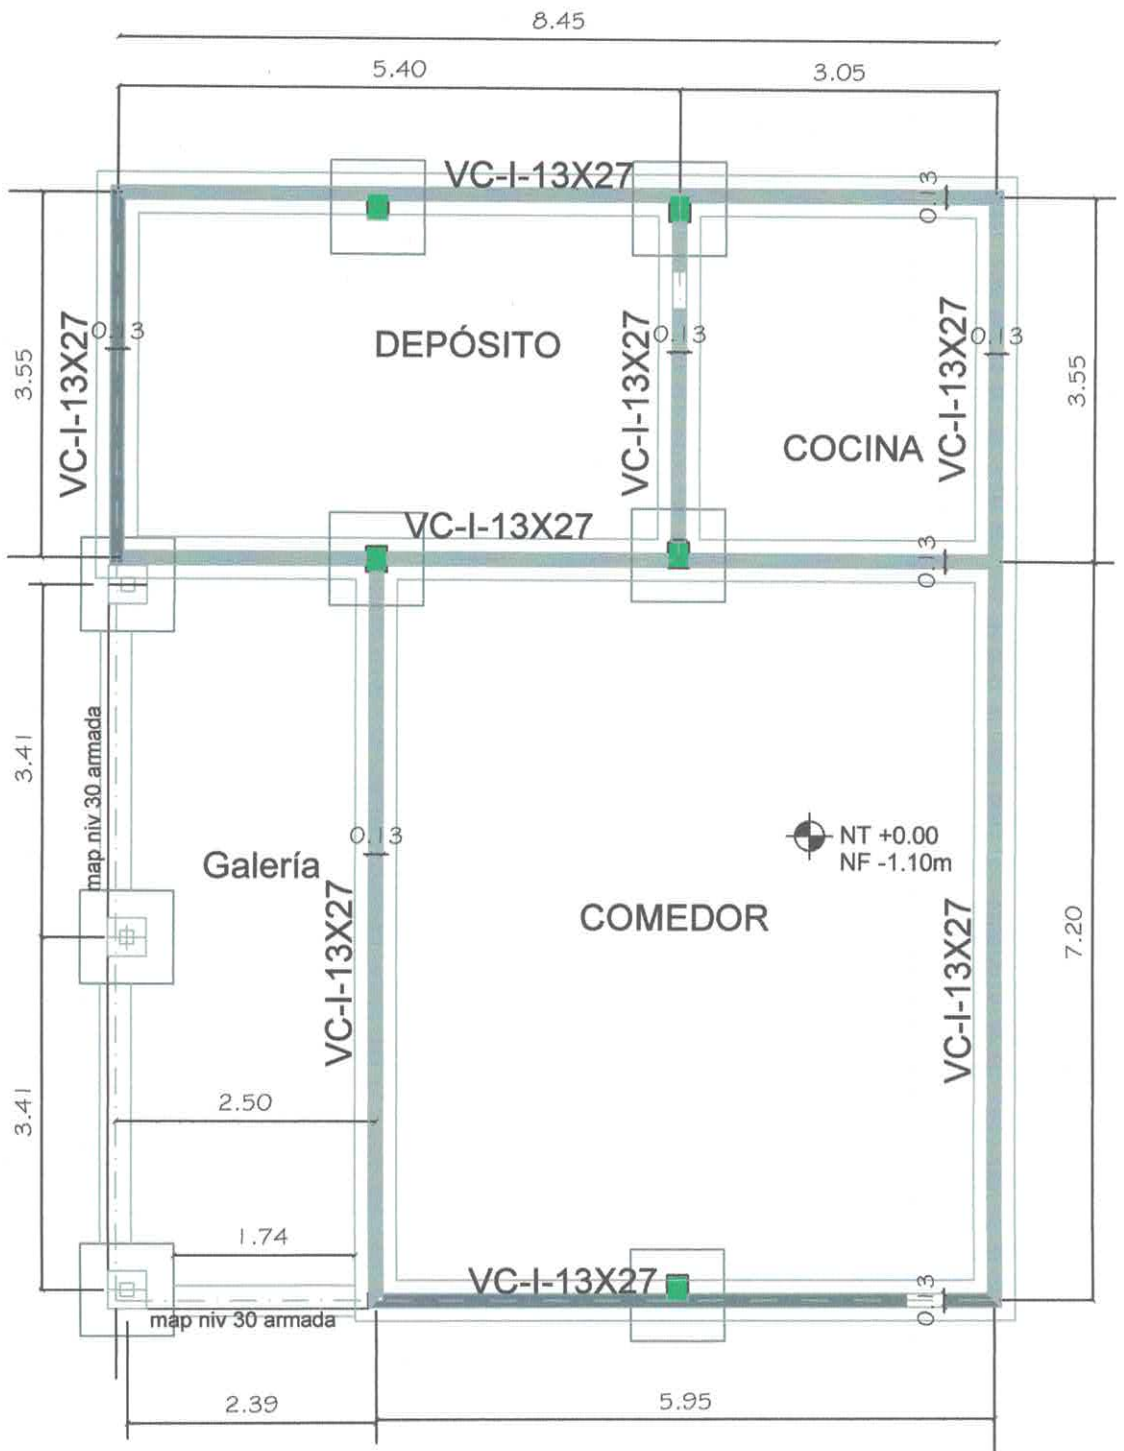 8.45
5.40
3.05
VC-I-13X27
0.13
3.55
VC-I-13X27
0.13
DEPÓSITO
VC-I-13X27
0.13
COCINA
VC-I-13X27
0.13
3.55
VC-I-13X27
0.13
3.41
map niv 30 armada
0.13
Galería
VC-I-13X27
NT +0.00
NF -1.10m
COMEDOR
VC-I-13X27
7.20
3.41
2.50
1.74
VC-I-13X27
0.13
map niv 30 armada
2.39
5.95